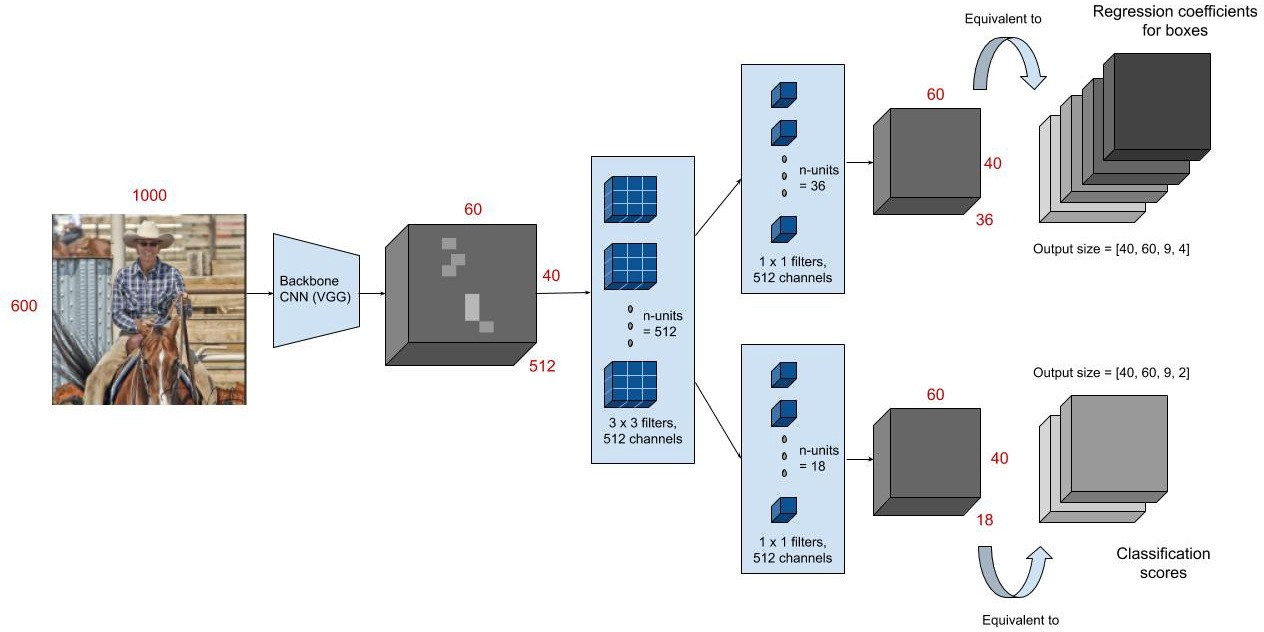 1000
600
Backbone
CNN (VGG)
60
40
512
n-units
= 512
3 x 3 filters,
512 channels
n-units
= 36
1 x 1 filters,
512 channels
60
40
36
Equivalent to
Regression coefficients
for boxes
Output size = [40, 60, 9, 4]
n-units
= 18
1 x 1 filters,
512 channels
60
40
18
Output size = [40, 60, 9, 2]
Classification
scores
Equivalent to